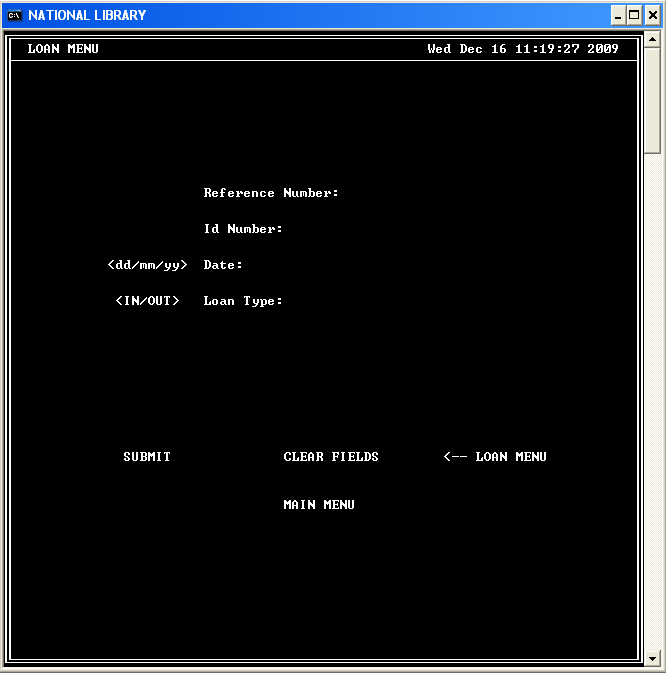 NATIONAL LIBRARY
LOAN MENU Wed Dec 16 11:19:27 2009
Reference Number:
Id Number:
<dd/mm/yy> Date:
<IN/OUT> Loan Type:
SUBMIT CLEAR FIELDS <-- LOAN MENU
MAIN MENU